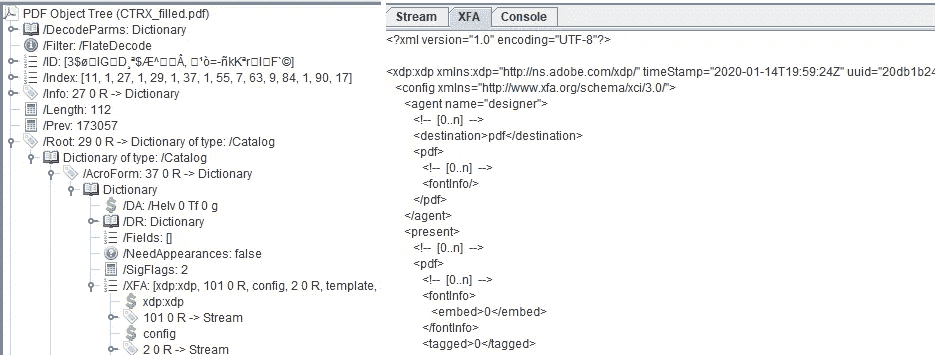 PDF Object Tree (CTRX_filled.pdf)
/DecodeParms: Dictionary
/Filter: /FlateDecode
/Index: [11, 1, 27, 1, 29, 1, 37, 1, 55, 7, 63, 9, 84, 1, 90, 17]
/Info: 27 0 R -> Dictionary
/Length: 112
/Prev: 173057
/Root: 29 0 R -> Dictionary of type: /Catalog
Dictionary of type: /Catalog
/AcroForm: 37 0 R -> Dictionary
Dictionary
/DA: /Helv 0 Tf 0 g
/DR: Dictionary
/Fields: []
/NeedAppearances: false
/SigFlags: 2
/XFA: [xdp:xdp, 101 0 R, config, 2 0 R, template,
xdp:xdp
101 0 R -> Stream
config
2 0 R -> Stream
Stream XFA Console
<?xml version="1.0" encoding="UTF-8"?>
<xdp:xdp xmlns:xdp="http://ns.adobe.com/xdp/" timeStamp="2020-01-14T19:59:24Z" uuid="20db1b24
<config xmlns="http://www.xfa.org/schema/xci/3.0/">
<agent name="designer">
<!-- [0..n] -->
<destination>pdf</destination>
<pdf>
<!-- [0..n] -->
<fontInfo/>
</pdf>
</agent>
<present>
<!-- [0..n] -->
<pdf>
<!-- [0..n] -->
<fontInfo>
<embed>0</embed>
</fontInfo>
<tagged>0</tagged>